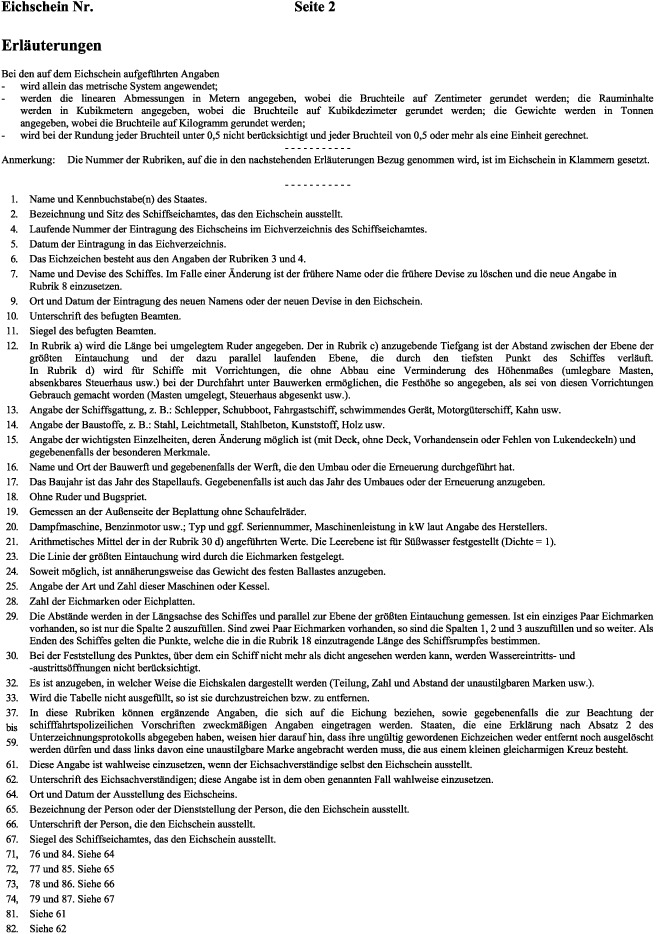 Eichschein Nr. Seite 2
Erläuterungen
Bei den auf dem Eichschein aufgeführten Angaben
- wird allein das metrische System angewendet;
- werden die linearen Abmessungen in Metern angegeben, wobei die Bruchteile auf Zentimeter gerundet werden; die Rauminhalte
werden in Kubikmetern angegeben, wobei die Bruchteile auf Kubikdezimeter gerundet werden; die Gewichte werden in Tonnen
angegeben, wobei die Bruchteile auf Kilogramm gerundet werden;
- wird bei der Rundung jeder Bruchteil unter 0,5 nicht berücksichtigt und jeder Bruchteil von 0,5 oder mehr als eine Einheit gerechnet.
- - - - - - - - - - -
Anmerkung: Die Nummer der Rubriken, auf die in den nachstehenden Erläuterungen Bezug genommen wird, ist im Eichschein in Klammern gesetzt.
- - - - - - - - - - -
1. Name und Kennbuchstabe(n) des Staates.
2. Bezeichnung und Sitz des Schiffseichamtes, das den Eichschein ausstellt.
4. Laufende Nummer der Eintragung des Eichscheins im Eichverzeichnis des Schiffseichamtes.
5. Datum der Eintragung in das Eichverzeichnis.
6. Das Eichzeichen besteht aus den Angaben der Rubriken 3 und 4.
7. Name und Devise des Schiffes. Im Falle einer Änderung ist der frühere Name oder die frühere Devise zu löschen und die neue Angabe in
Rubrik 8 einzusetzen.
9. Ort und Datum der Eintragung des neuen Namens oder der neuen Devise in den Eichschein.
10. Unterschrift des befugten Beamten.
11. Siegel des befugten Beamten.
12. In Rubrik a) wird die Länge bei umgelegtem Ruder angegeben. Der in Rubrik c) anzugebende Tiefgang ist der Abstand zwischen der Ebene der
größten Eintauchung und der dazu parallel laufenden Ebene, die durch den tiefsten Punkt des Schiffes verläuft.
In Rubrik d) wird für Schiffe mit Vorrichtungen, die ohne Abbau eine Verminderung des Höhenmaßes (umlegbare Masten,
absenkbares Steuerhaus usw.) bei der Durchfahrt unter Bauwerken ermöglichen, die Festhöhe so angegeben, als sei von diesen Vorrichtungen
Gebrauch gemacht worden (Masten umgelegt, Steuerhaus abgesenkt usw.).
13. Angabe der Schiffsgattung, z. B.: Schlepper, Schubboot, Fahrgastschiff, schwimmendes Gerät, Motorgüterschiff, Kahn usw.
14. Angabe der Baustoffe, z. B.: Stahl, Leichtmetall, Stahlbeton, Kunststoff, Holz usw.
15. Angabe der wichtigsten Einzelheiten, deren Änderung möglich ist (mit Deck, ohne Deck, Vorhandensein oder Fehlen von Lukendeckeln) und
gegebenenfalls der besonderen Merkmale.
16. Name und Ort der Bauwerft und gegebenenfalls der Werft, die den Umbau oder die Erneuerung durchgeführt hat.
17. Das Baujahr ist das Jahr des Stapellaufs. Gegebenenfalls ist auch das Jahr des Umbaues oder der Erneuerung anzugeben.
18. Ohne Ruder und Bugspriet.
19. Gemessen an der Außenseite der Beplattung ohne Schaufelräder.
20. Dampfmaschine, Benzinmotor usw.; Typ und ggf. Seriennummer, Maschinenleistung in kW laut Angabe des Herstellers.
21. Arithmetisches Mittel der in der Rubrik 30 d) angeführten Werte. Die Leerebene ist für Süßwasser festgestellt (Dichte = 1).
23. Die Linie der größten Eintauchung wird durch die Eichmarken festgelegt.
24. Soweit möglich, ist annäherungsweise das Gewicht des festen Ballastes anzugeben.
25. Angabe der Art und Zahl dieser Maschinen oder Kessel.
28. Zahl der Eichmarken oder Eichplatten.
29. Die Abstände werden in der Längsachse des Schiffes und parallel zur Ebene der größten Eintauchung gemessen. Ist ein einziges Paar Eichmarken
vorhanden, so ist nur die Spalte 2 auszufüllen. Sind zwei Paar Eichmarken vorhanden, so sind die Spalten 1, 2 und 3 auszufüllen und so weiter. Als
Enden des Schiffes gelten die Punkte, welche die in die Rubrik 18 einzutragende Länge des Schiffsrumpfes bestimmen.
30. Bei der Feststellung des Punktes, über dem ein Schiff nicht mehr als dicht angesehen werden kann, werden Wassereintritts- und
-austrittsöffnungen nicht berücksichtigt.
32. Es ist anzugeben, in welcher Weise die Eichskalen dargestellt werden (Teilung, Zahl und Abstand der unaustilgbaren Marken usw.).
33. Wird die Tabelle nicht ausgefüllt, so ist sie durchzustreichen bzw. zu entfernen.
37. In diese Rubriken können ergänzende Angaben, die sich auf die Eichung beziehen, sowie gegebenenfalls die zur Beachtung der
bis schifffahrtspolizeilichen Vorschriften zweckmäßigen Angaben eingetragen werden. Staaten, die eine Erklärung nach Absatz 2 des
Unterzeichnungsprotokolls abgegeben haben, weisen hier darauf hin, dass ihre ungültig gewordenen Eichzeichen weder entfernt noch ausgelöscht
59. werden dürfen und dass links davon eine unaustilgbare Marke angebracht werden muss, die aus einem kleinen gleicharmigen Kreuz besteht.
61. Diese Angabe ist wahlweise einzusetzen, wenn der Eichsachverständige selbst den Eichschein ausstellt.
62. Unterschrift des Eichsachverständigen; diese Angabe ist in dem oben genannten Fall wahlweise einzusetzen.
64. Ort und Datum der Ausstellung des Eichscheins.
65. Bezeichnung der Person oder der Dienststellung der Person, die den Eichschein ausstellt.
66. Unterschrift der Person, die den Eichschein ausstellt.
67. Siegel des Schiffseichamtes, das den Eichschein ausstellt.
71, 76 und 84. Siehe 64
72, 77 und 85. Siehe 65
73, 78 und 86. Siehe 66
74, 79 und 87. Siehe 67
81. Siehe 61
82. Siehe 62